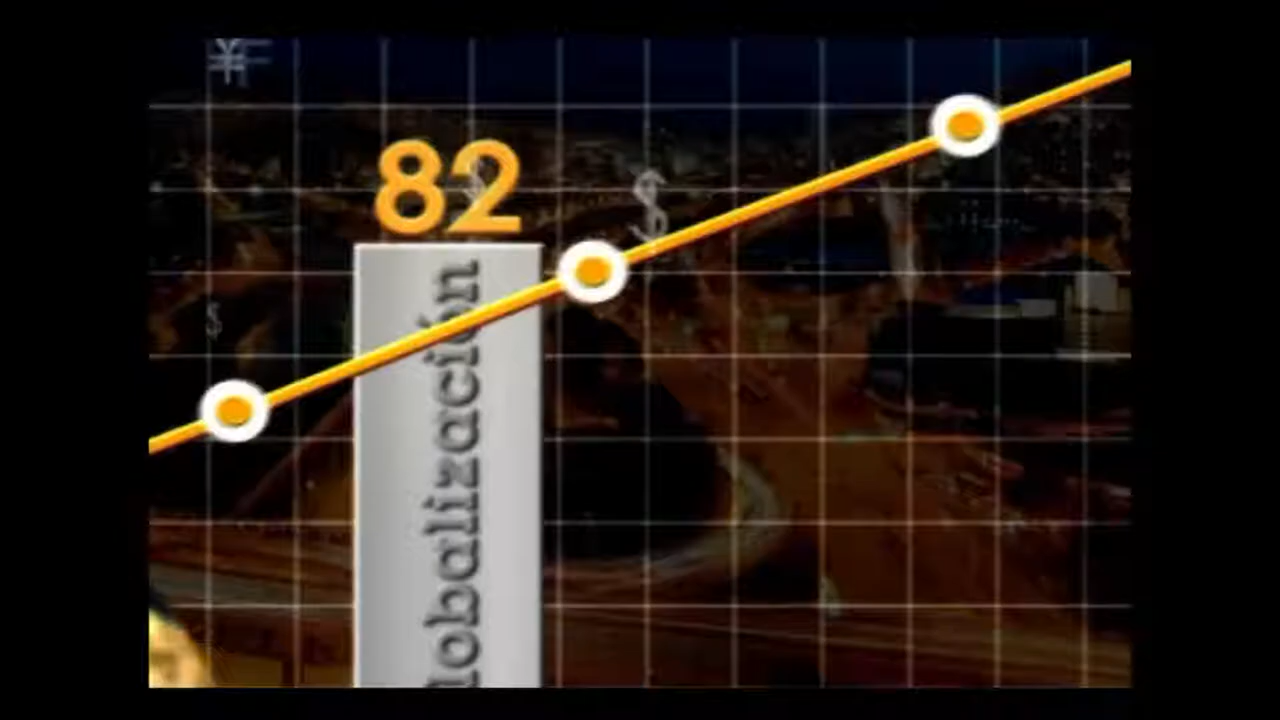 ¥
82
$
$
lobalización